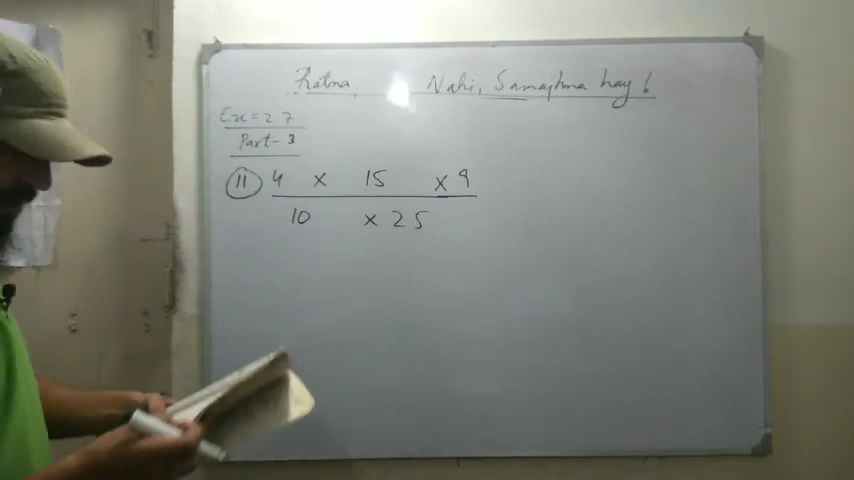 Ratna Nahi, Samajhna hay !
Ex = 2.7
Part - 3
11 4 x 15 x 9
10 x 25